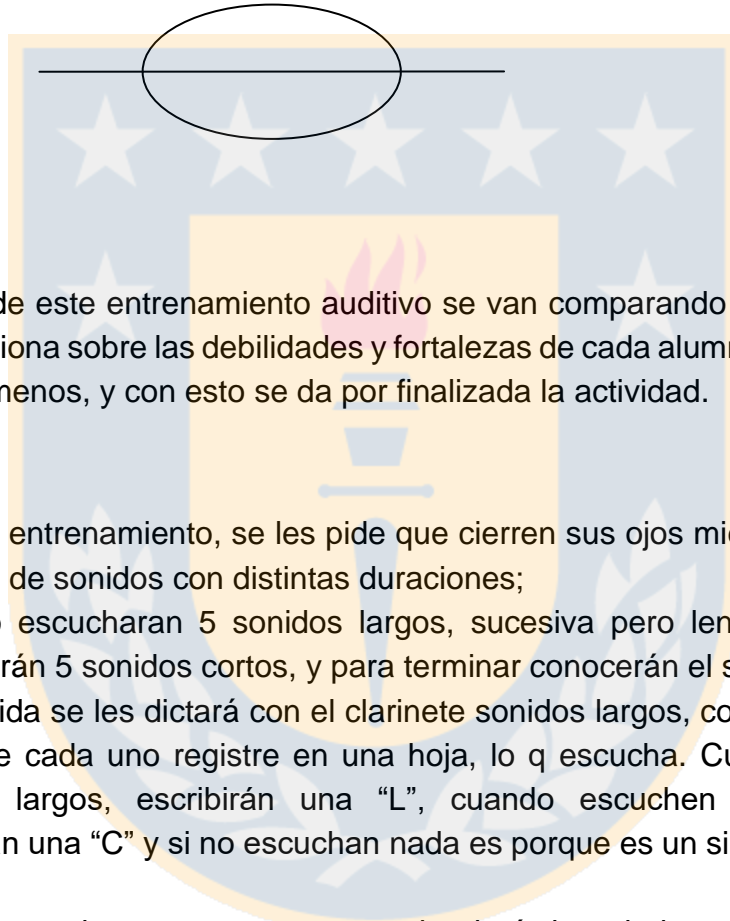 de este entrenamiento auditivo se van comparando
iona sobre las debilidades y fortalezas de cada alum
menos, y con esto se da por finalizada la actividad.
entrenamiento, se les pide que cierren sus ojos mie
de sonidos con distintas duraciones;
escucharan 5 sonidos largos, sucesiva pero len
rán 5 sonidos cortos, y para terminar conocerán el s
ida se les dictará con el clarinete sonidos largos, co
e cada uno registre en una hoja, lo q escucha. Cu
largos, escribirán una “L”, cuando escuchen
n una “C” y si no escuchan nada es porque es un si